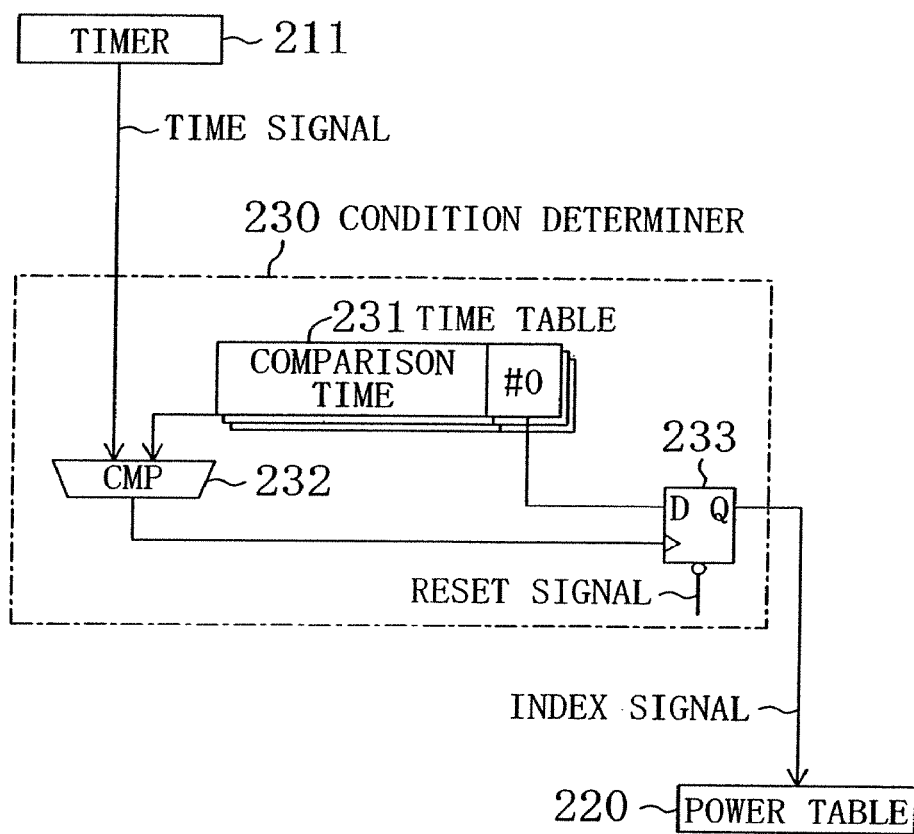 TIMER 211
TIME SIGNAL
230 CONDITION DETERMINER
231 TIME TABLE
COMPARISON TIME #0
CMP 232
233
D Q
RESET SIGNAL
INDEX SIGNAL
220 POWER TABLE